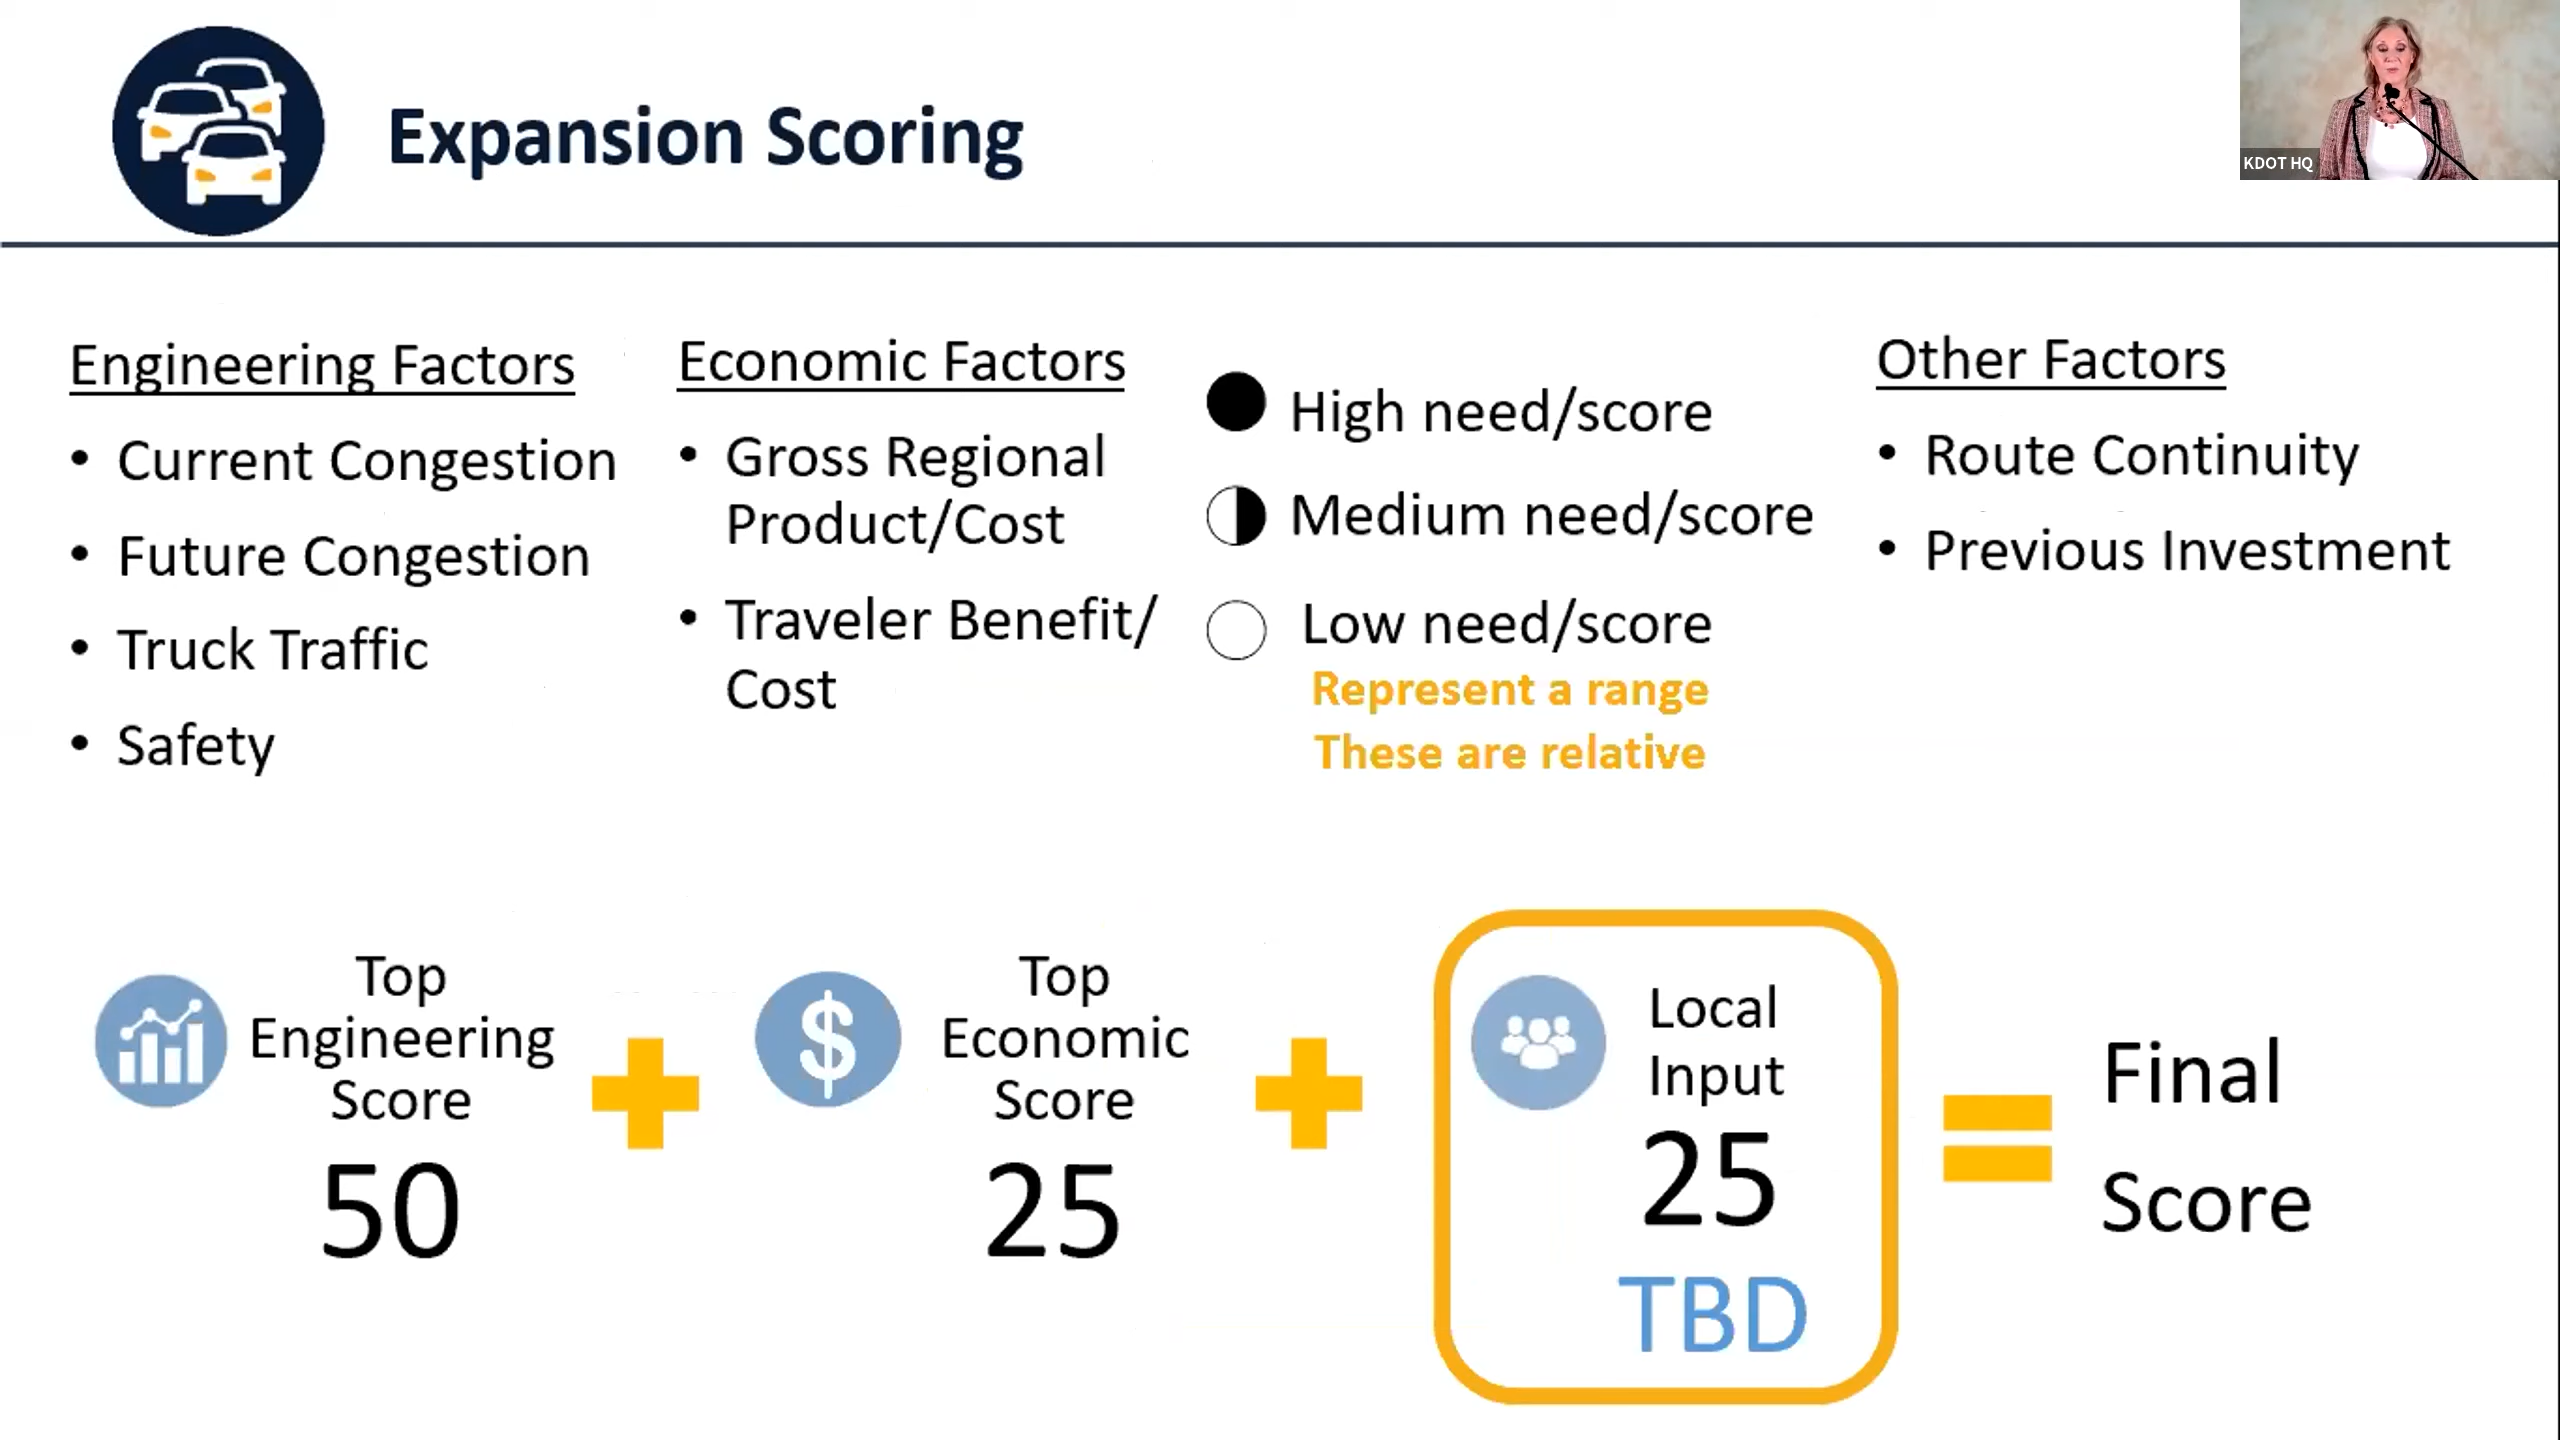 Expansion Scoring
KDOT HQ
Engineering Factors
• Current Congestion
• Future Congestion
• Truck Traffic
• Safety
Economic Factors
• Gross Regional
Product/Cost
• Traveler Benefit/
Cost
High need/score
Medium need/score
Low need/score
Represent a range
These are relative
Other Factors
• Route Continuity
• Previous Investment
Top
Engineering
Score
50
Top
Economic
Score
25
Local
Input
25
TBD
Final
Score